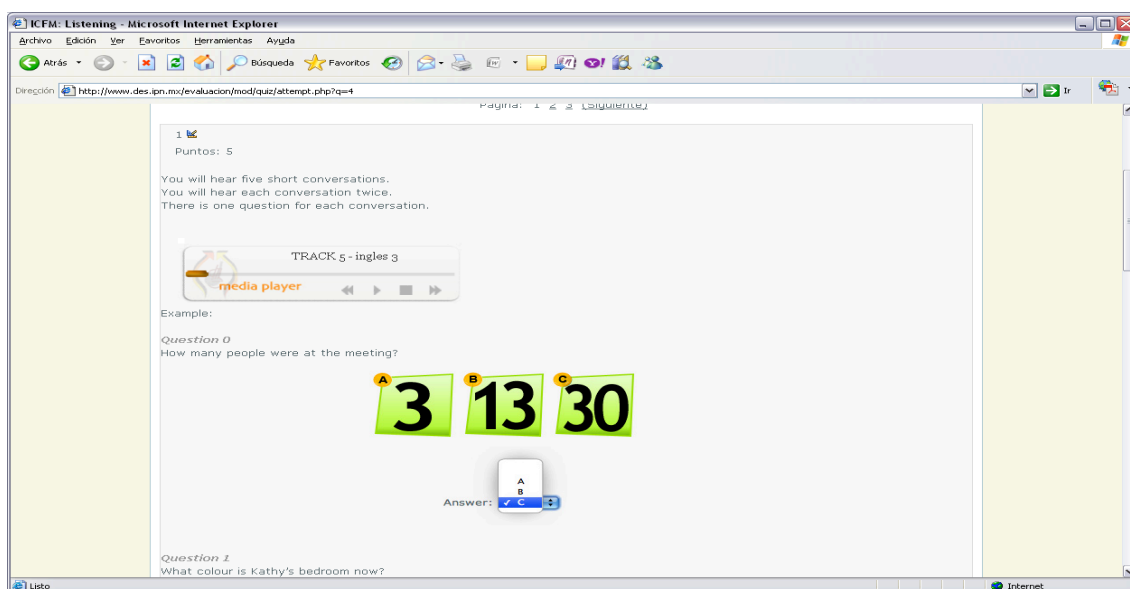 ICFM: Listening - Microsoft Internet Explorer
Archivo Edición Ver Favoritos Herramientas Ayuda
Atrás Búsqueda Favoritos
Dirección http://www.des.ipn.mx/evaluacion/mod/quiz/attempt.php?q=4 Ir
Página: 1 2 3 (Siguiente)
1
Puntos: 5
You will hear five short conversations.
You will hear each conversation twice.
There is one question for each conversation.
TRACK 5 - ingles 3
media player
Example:
Question 0
How many people were at the meeting?
A B C
3 13 30
A
B
Answer: ✓ C
Question 1
What colour is Kathy's bedroom now?
Listo Internet